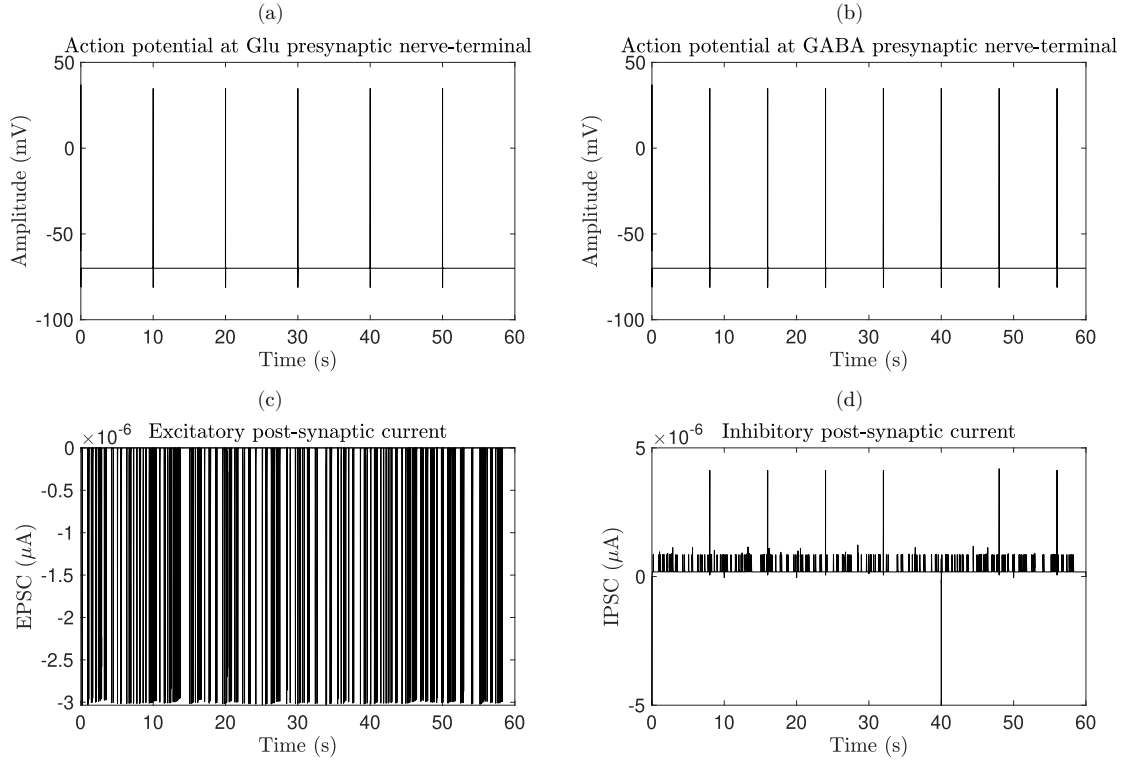 (a)
Action potential at Glu presynaptic nerve-terminal
50
0
-50
-100
Amplitude (mV)
0 10 20 30 40 50 60
Time (s)
(b)
Action potential at GABA presynaptic nerve-terminal
50
0
-50
-100
Amplitude (mV)
0 10 20 30 40 50 60
Time (s)
(c)
×10⁻⁶
Excitatory post-synaptic current
0
-0.5
-1
-1.5
-2
-2.5
-3
EPSC (μA)
0 10 20 30 40 50 60
Time (s)
(d)
×10⁻⁶
Inhibitory post-synaptic current
5
0
-5
IPSC (μA)
0 10 20 30 40 50 60
Time (s)